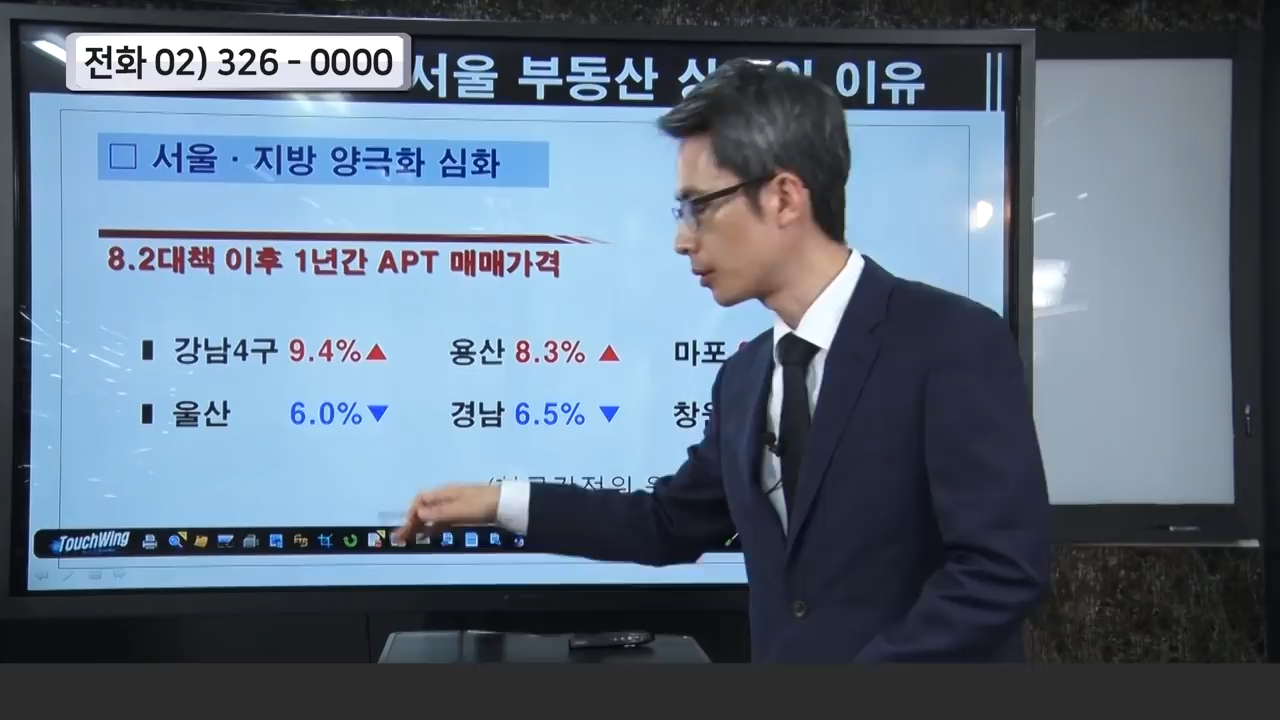 전화 02) 326 - 0000
서울 부동산 이유
□ 서울 · 지방 양극화 심화
8.2대책 이후 1년간 APT 매매가격
강남4구 9.4%▲ 용산 8.3% ▲ 마포
울산 6.0%▼ 경남 6.5% ▼
TouchWing